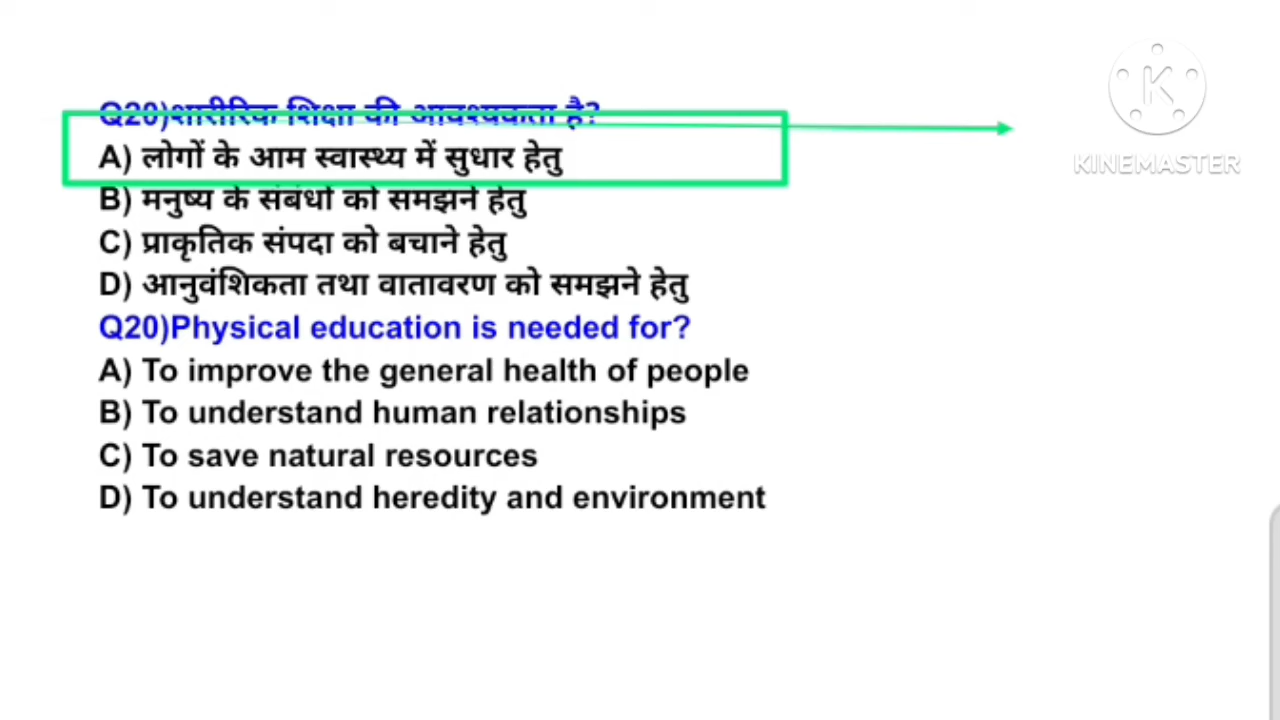 Q20)शारीरिक शिक्षा की आवश्यकता है?
A) लोगों के आम स्वास्थ्य में सुधार हेतु
B) मनुष्य के संबंधों को समझने हेतु
C) प्राकृतिक संपदा को बचाने हेतु
D) आनुवंशिकता तथा वातावरण को समझने हेतु
Q20)Physical education is needed for?
A) To improve the general health of people
B) To understand human relationships
C) To save natural resources
D) To understand heredity and environment
K
KINEMASTER